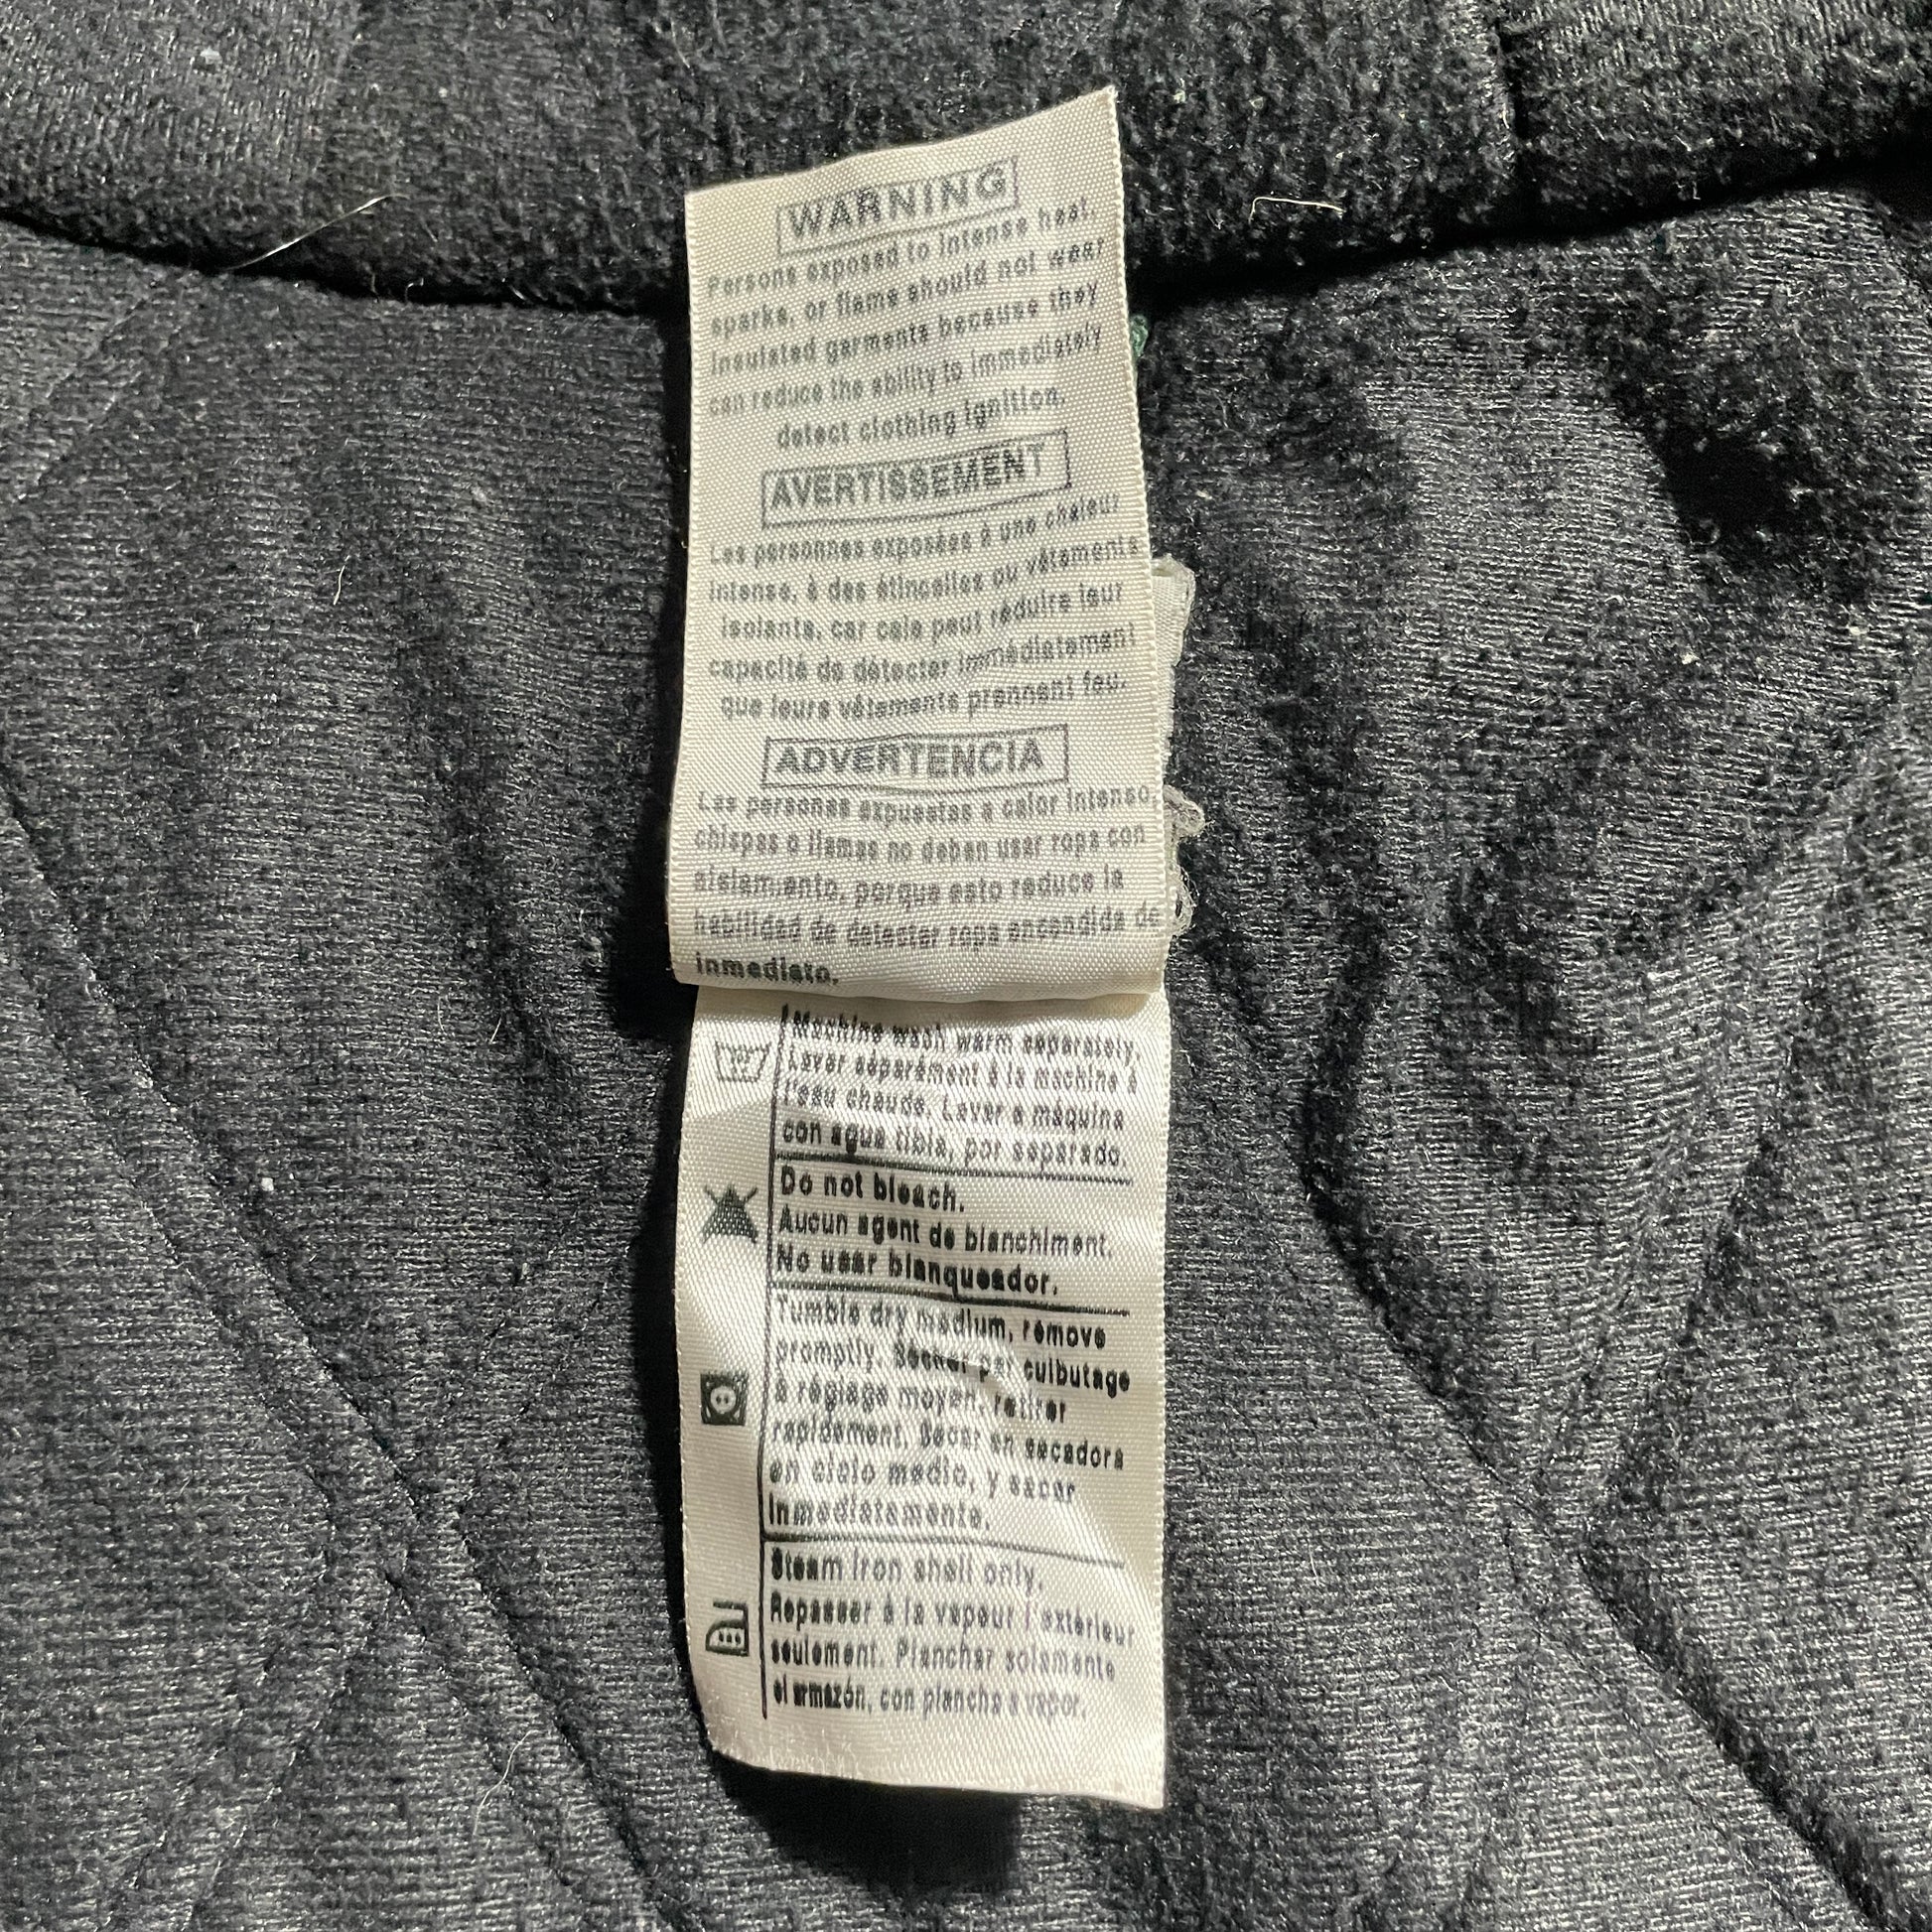 WARNING
Persons exposed to intense heat,
sparks, or flame should not wear
insulated garments because they
can reduce the ability to immediately
detect clothing ignition.
AVERTISSEMENT
Les personnes exposées à une chaleur
intense, à des étincelles ou vêtements
isolants, car cela peut réduire leur
capacité de détecter immédiatement
que leurs vêtements prennent feu.
ADVERTENCIA
Las personas expuestas a calor intenso,
chispas o llamas no deban usar ropa con
aislamiento, porque esto reduce la
habilidad de detectar ropa encendida de
inmediato.
Machine wash warm separately.
Laver séparément à la machine à
l'eau chaude. Lavar a máquina
con agua tibia, por separado.
Do not bleach.
Aucun agent de blanchiment.
No usar blanqueador.
Tumble dry medium, remove
promptly. Sécher par culbutage
à réglage moyen, retirer
rapidement. Secar en secadora
en ciclo medio, y sacar
inmediatamente.
Steam iron shell only.
Repasser à la vapeur l'extérieur
seulement. Planchar solamente
el armazón, con plancha a vapor.